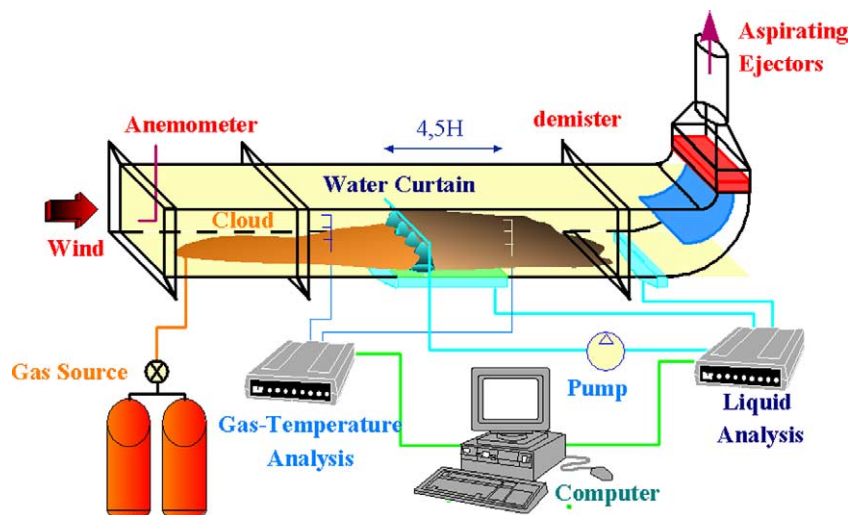 Aspirating
Ejectors
Anemometer
4,5H
demister
Water Curtain
Cloud
Wind
Gas Source
Pump
Gas-Temperature
Analysis
Liquid
Analysis
Computer